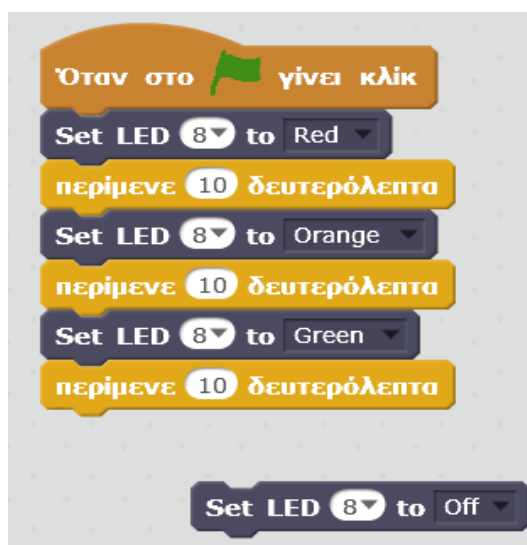 Όταν στο γίνει κλίκ
Set LED 8 to Red
περίμενε 10 δευτερόλεπτα
Set LED 8 to Orange
περίμενε 10 δευτερόλεπτα
Set LED 8 to Green
περίμενε 10 δευτερόλεπτα
Set LED 8 to Off